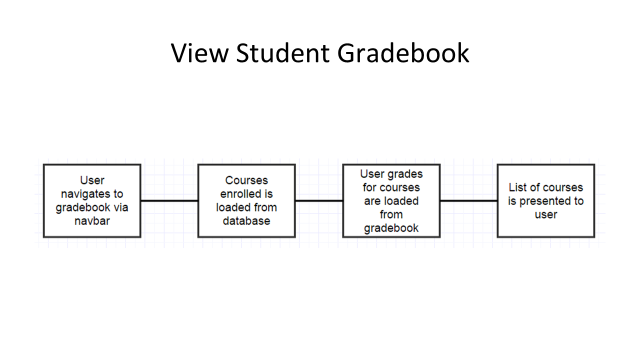 View Student Gradebook
User
navigates to
gradebook via
navbar
Courses
enrolled is
loaded from
database
User grades
for courses
are loaded
from
gradebook
List of courses
is presented to
user